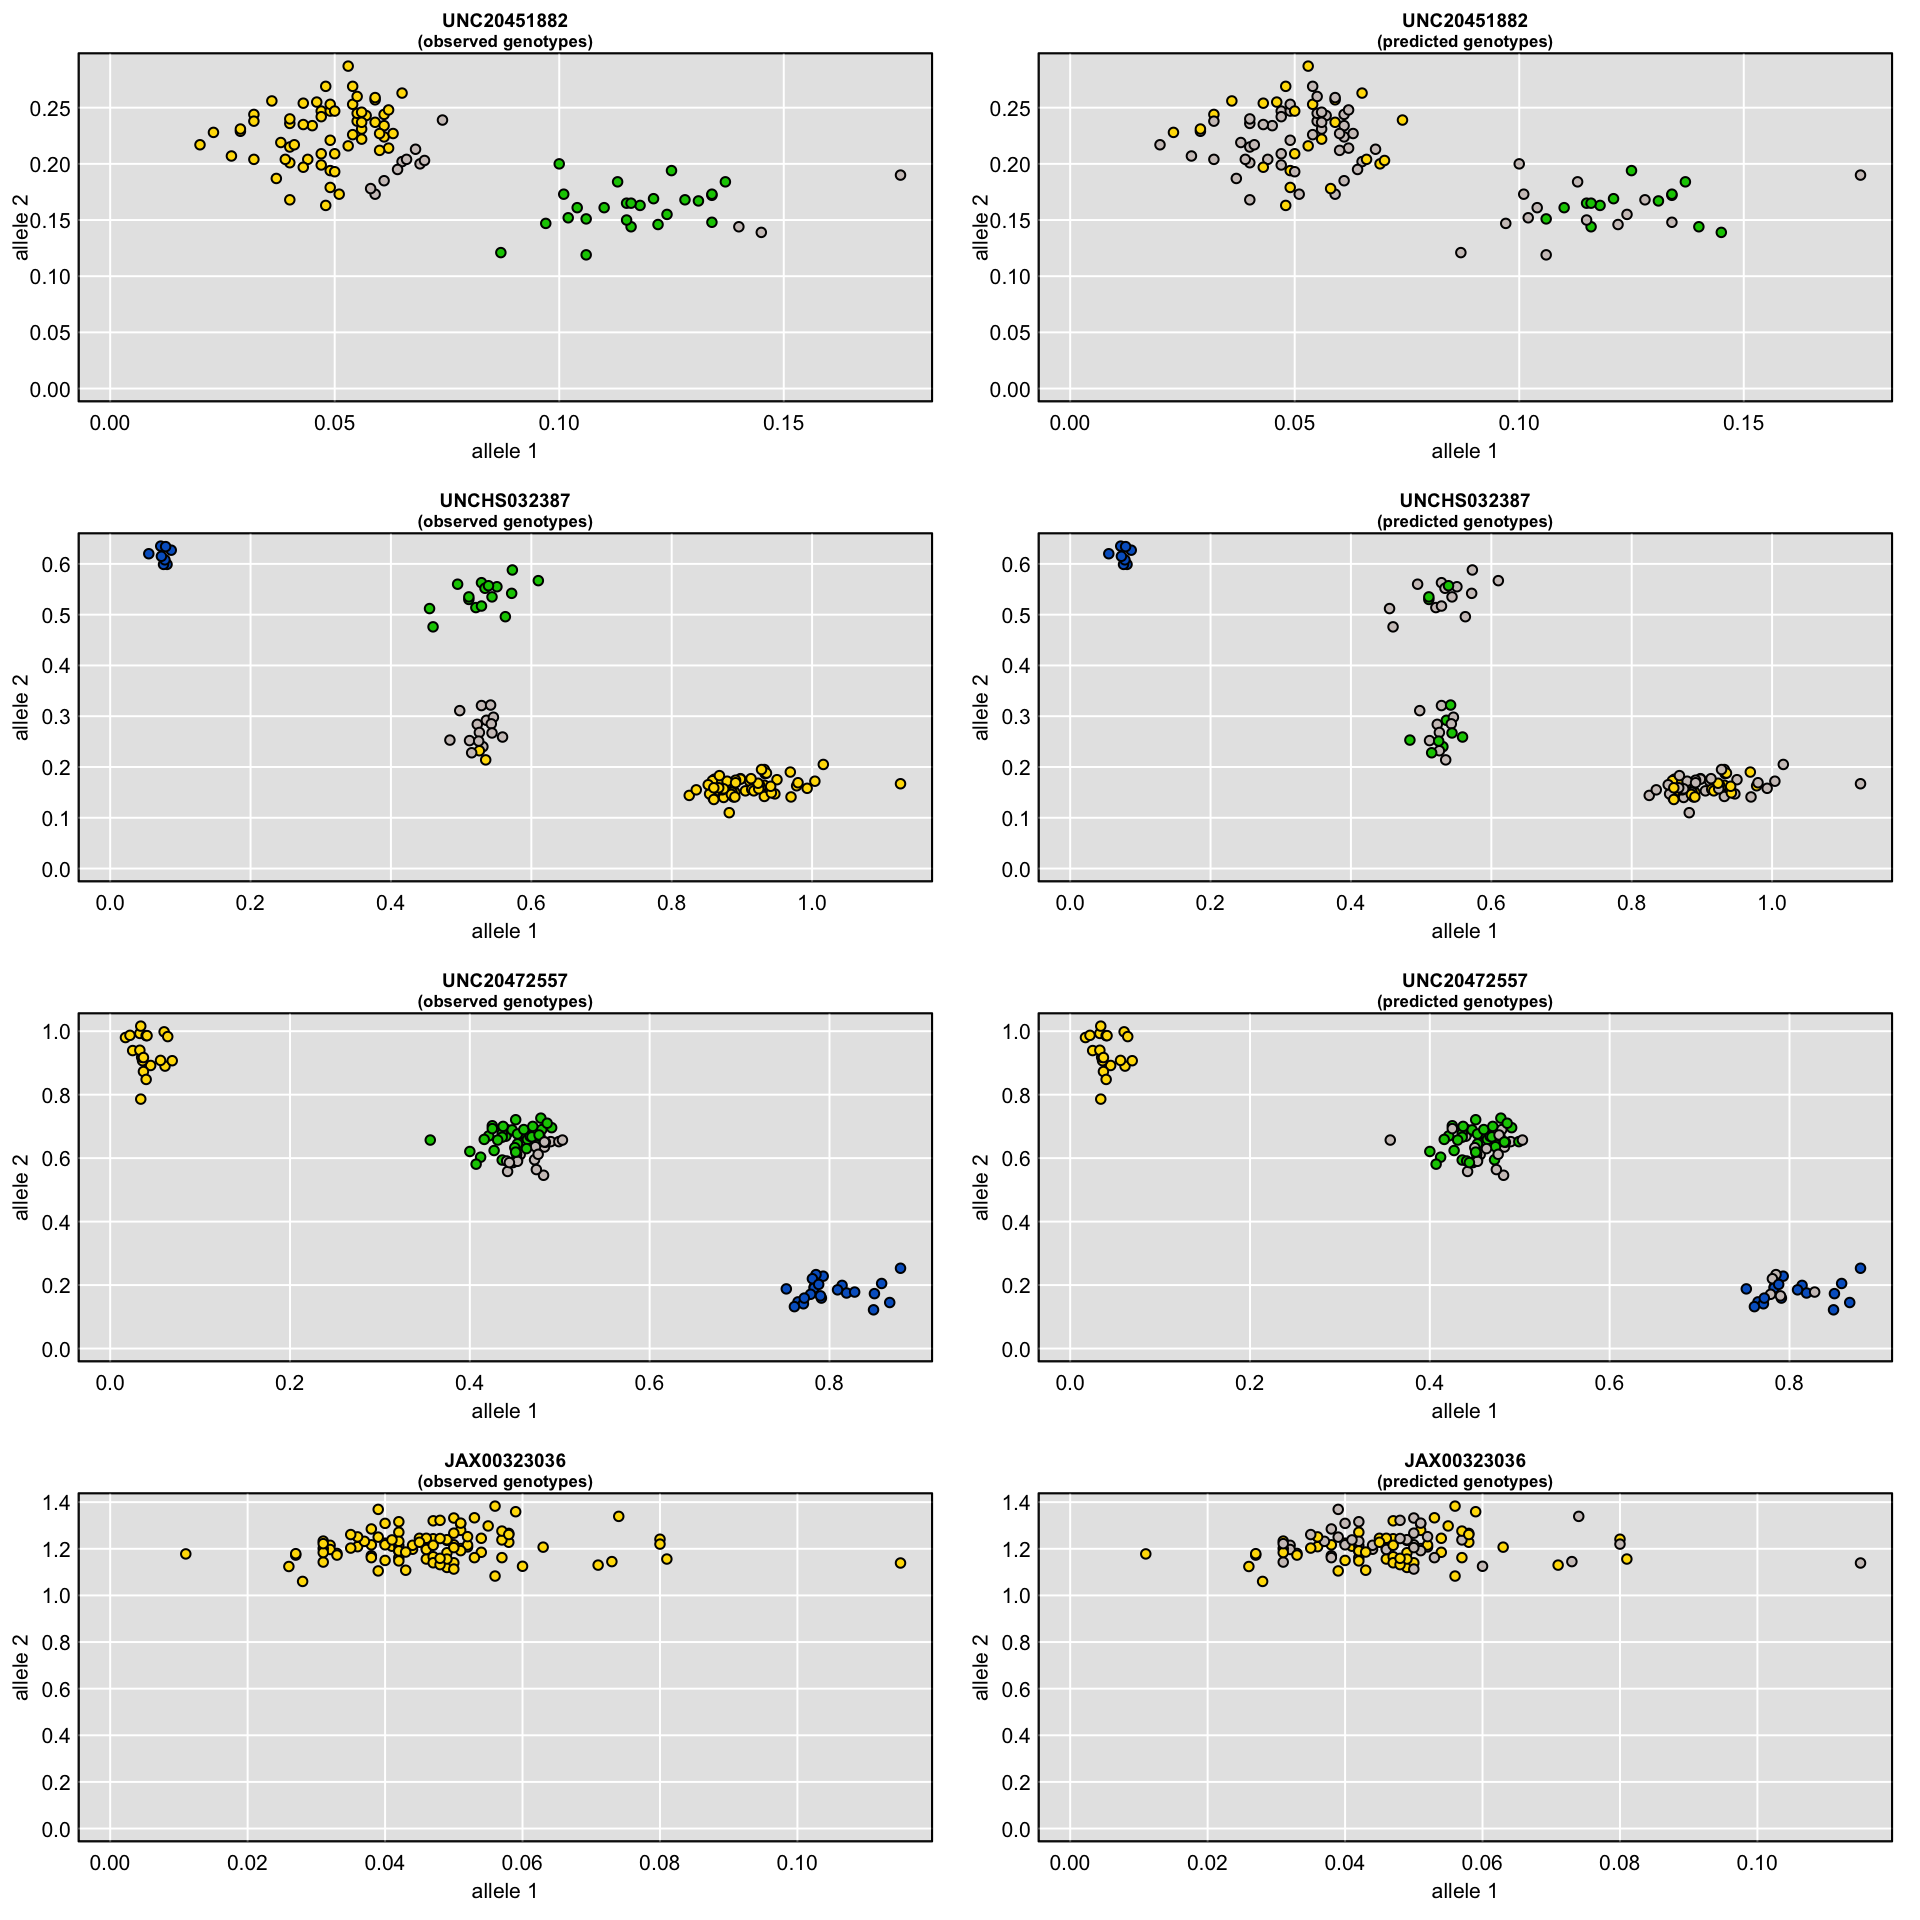 UNC20451882
(observed genotypes)
allele 2
0.25
0.20
0.15
0.10
0.05
0.00
0.00 0.05 0.10 0.15
allele 1
UNC20451882
(predicted genotypes)
allele 2
0.25
0.20
0.15
0.10
0.05
0.00
0.00 0.05 0.10 0.15
allele 1
UNCHS032387
(observed genotypes)
allele 2
0.6
0.5
0.4
0.3
0.2
0.1
0.0
0.0 0.2 0.4 0.6 0.8 1.0
allele 1
UNCHS032387
(predicted genotypes)
allele 2
0.6
0.5
0.4
0.3
0.2
0.1
0.0
0.0 0.2 0.4 0.6 0.8 1.0
allele 1
UNC20472557
(observed genotypes)
allele 2
1.0
0.8
0.6
0.4
0.2
0.0
0.0 0.2 0.4 0.6 0.8
allele 1
UNC20472557
(predicted genotypes)
allele 2
1.0
0.8
0.6
0.4
0.2
0.0
0.0 0.2 0.4 0.6 0.8
allele 1
JAX00323036
(observed genotypes)
allele 2
1.4
1.2
1.0
0.8
0.6
0.4
0.2
0.0
0.00 0.02 0.04 0.06 0.08 0.10
allele 1
JAX00323036
(predicted genotypes)
allele 2
1.4
1.2
1.0
0.8
0.6
0.4
0.2
0.0
0.00 0.02 0.04 0.06 0.08 0.10
allele 1